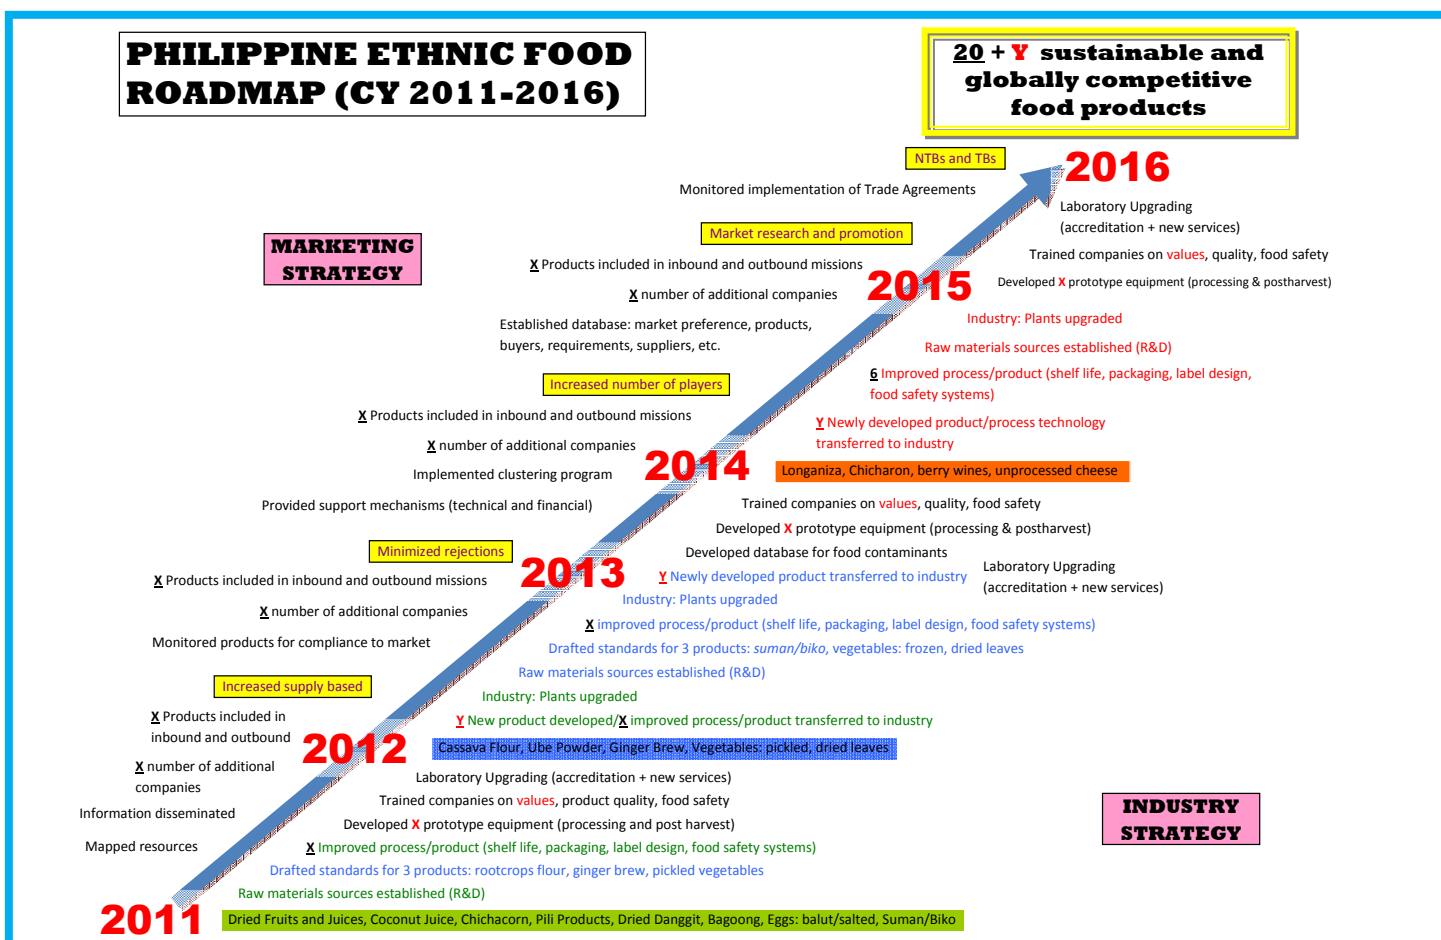 PHILIPPINE ETHNIC FOOD
ROADMAP (CY 2011-2016)
20 + Y sustainable and
globally competitive
food products
NTBs and TBs
2016
Monitored implementation of Trade Agreements
Laboratory Upgrading
(accreditation + new services)
MARKETING
STRATEGY
Market research and promotion
Trained companies on values, quality, food safety
X Products included in inbound and outbound missions
2015
Developed X prototype equipment (processing & postharvest)
X number of additional companies
Industry: Plants upgraded
Established database: market preference, products,
buyers, requirements, suppliers, etc.
Raw materials sources established (R&D)
6 Improved process/product (shelf life, packaging, label design,
food safety systems)
Increased number of players
X Products included in inbound and outbound missions
Y Newly developed product/process technology
transferred to industry
X number of additional companies
2014
Longaniza, Chicharon, berry wines, unprocessed cheese
Implemented clustering program
Provided support mechanisms (technical and financial)
Trained companies on values, quality, food safety
Developed X prototype equipment (processing & postharvest)
Minimized rejections
Developed database for food contaminants
Laboratory Upgrading
(accreditation + new services)
2013
X Products included in inbound and outbound missions
Y Newly developed product transferred to industry
Industry: Plants upgraded
X number of additional companies
X improved process/product (shelf life, packaging, label design, food safety systems)
Monitored products for compliance to market
Drafted standards for 3 products: suman/biko, vegetables: frozen, dried leaves
Raw materials sources established (R&D)
Increased supply based
Industry: Plants upgraded
X Products included in
inbound and outbound
Y New product developed/X improved process/product transferred to industry
2012
Cassava Flour, Ube Powder, Ginger Brew, Vegetables: pickled, dried leaves
X number of additional
companies
Laboratory Upgrading (accreditation + new services)
Trained companies on values, product quality, food safety
Information disseminated
Developed X prototype equipment (processing and post harvest)
INDUSTRY
STRATEGY
Mapped resources
X Improved process/product (shelf life, packaging, label design, food safety systems)
Drafted standards for 3 products: rootcrops flour, ginger brew, pickled vegetables
Raw materials sources established (R&D)
2011
Dried Fruits and Juices, Coconut Juice, Chichacorn, Pili Products, Dried Danggit, Bagoong, Eggs: balut/salted, Suman/Biko